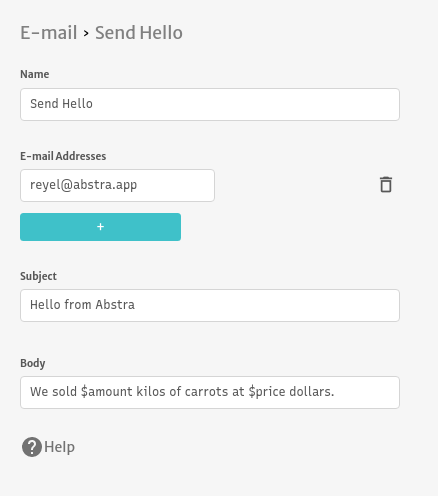 E-mail › Send Hello
Name
Send Hello
E-mail Addresses
reyel@abstra.app
+
Subject
Hello from Abstra
Body
We sold $amount kilos of carrots at $price dollars.
? Help